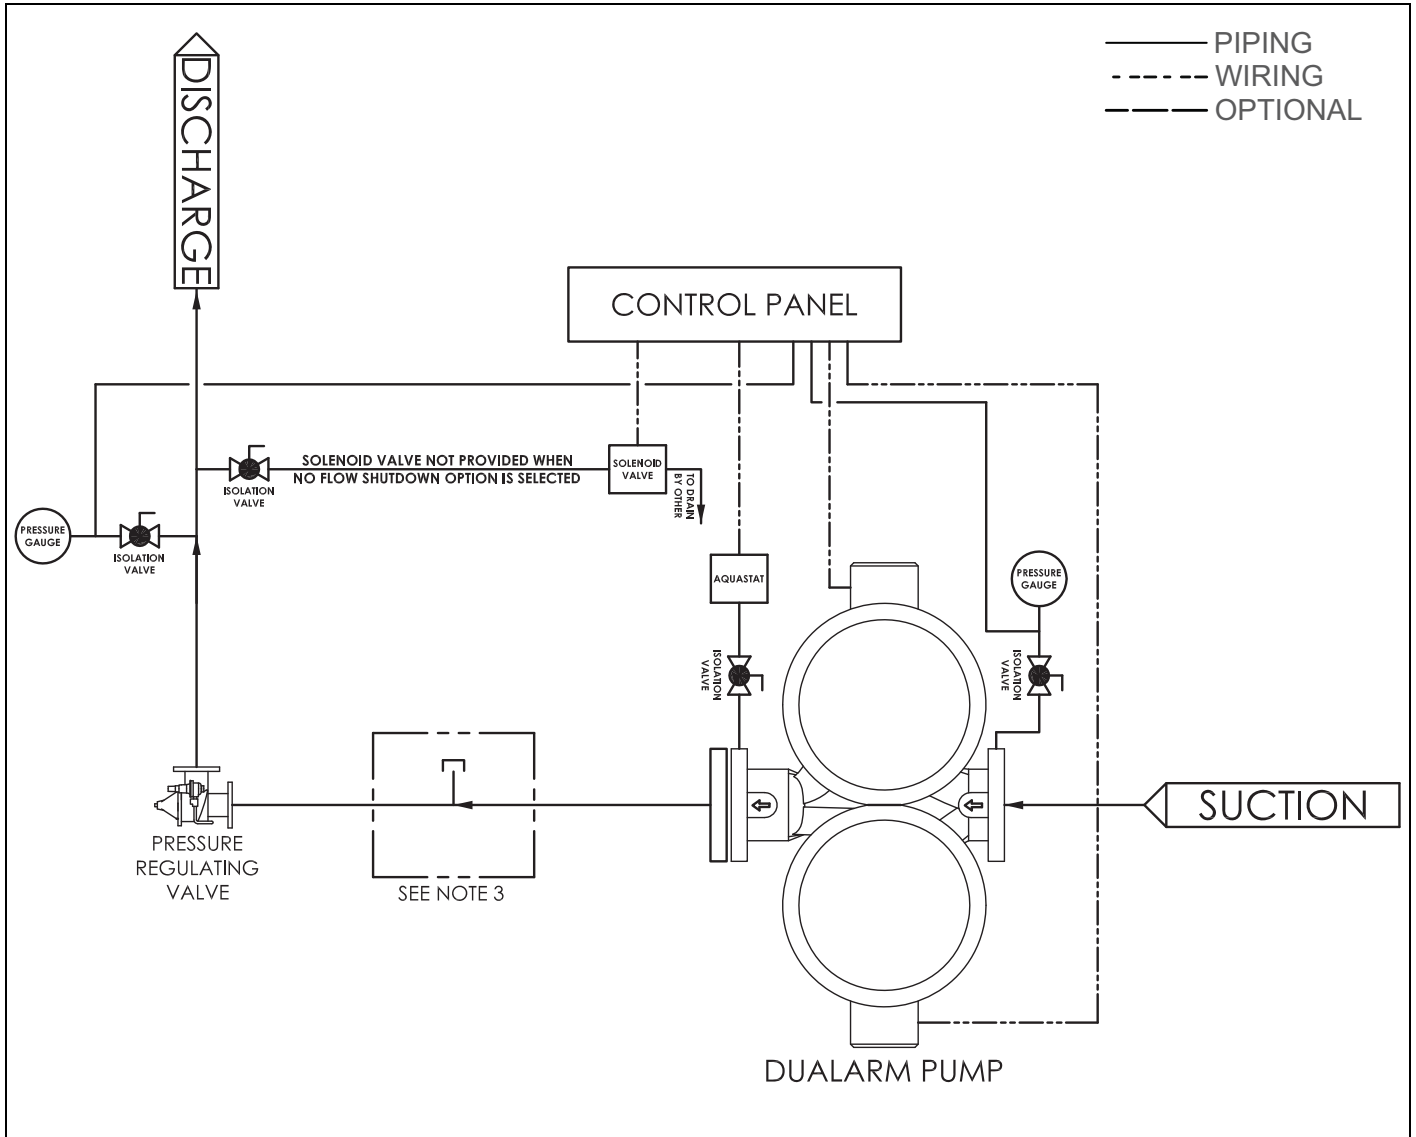 DISCHARGE
PIPING
WIRING
OPTIONAL
CONTROL PANEL
SOLENOID VALVE NOT PROVIDED WHEN
NO FLOW SHUTDOWN OPTION IS SELECTED
SOLENOID
VALVE
TO DRAIN
BY OTHER
ISOLATION
VALVE
PRESSURE
GAUGE
ISOLATION
VALVE
AQUASTAT
PRESSURE
GAUGE
ISOLATION
VALVE
ISOLATION
VALVE
SUCTION
PRESSURE
REGULATING
VALVE
SEE NOTE 3
DUALARM PUMP